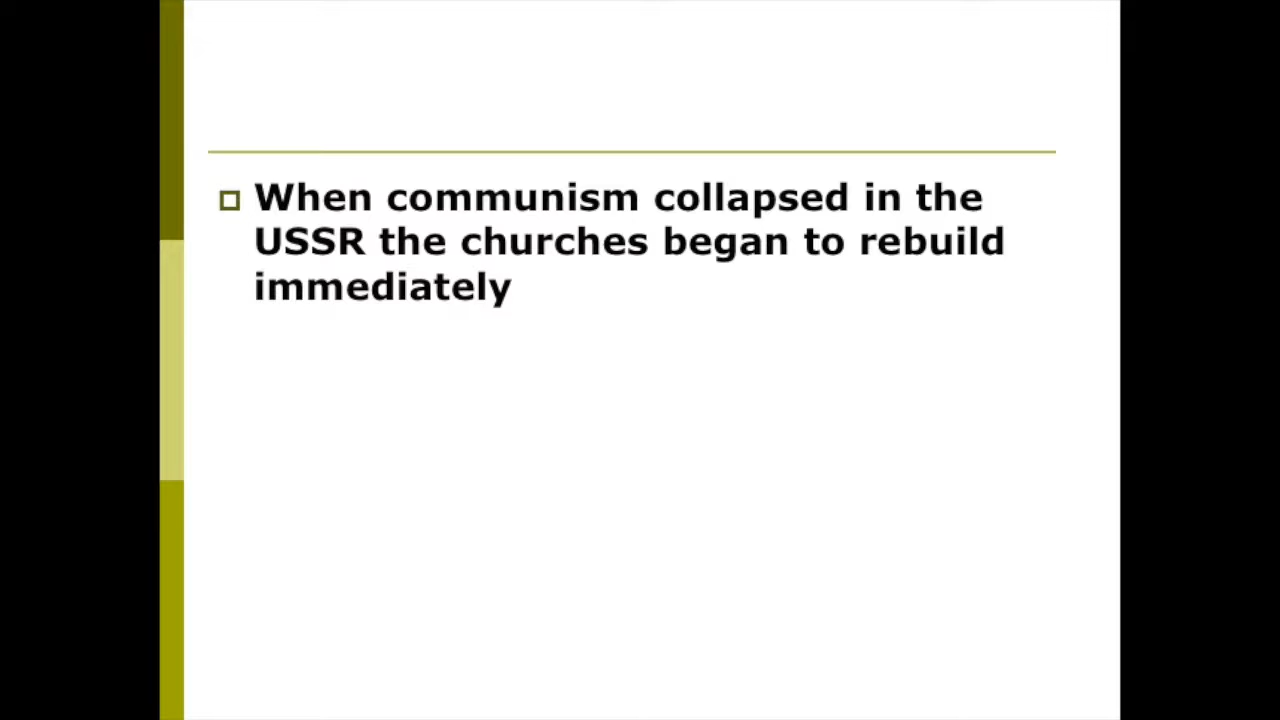 When communism collapsed in the
USSR the churches began to rebuild
immediately